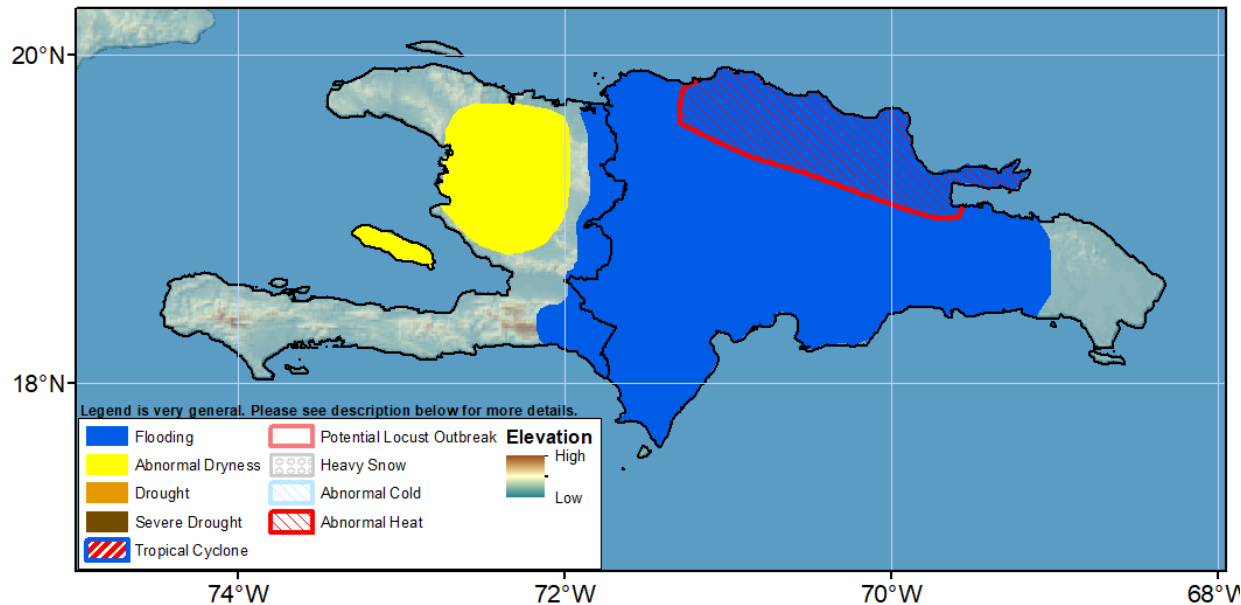 20°N
18°N
Legend is very general. Please see description below for more details.
Flooding
Potential Locust Outbreak
Elevation
Abnormal Dryness
Heavy Snow
High
Drought
Abnormal Cold
Low
Severe Drought
Abnormal Heat
Tropical Cyclone
74°W
72°W
70°W
68°W